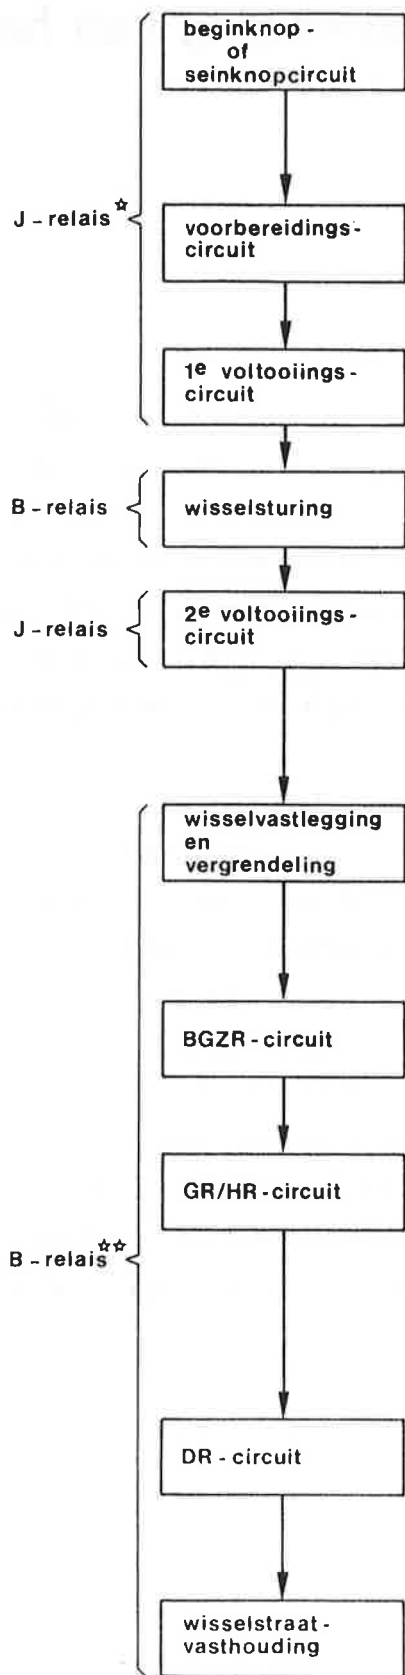 beginknop -
of
seinknopcircuit
J - relais ☆
voorbereidings -
circuit
1e voltooiings -
circuit
B - relais
wisselsturing
J - relais
2e voltooiings -
circuit
wisselvastlegging
en
vergrendeling
BGZR - circuit
GR/HR - circuit
B - relais ☆☆
DR - circuit
wisselstraat -
vasthouding